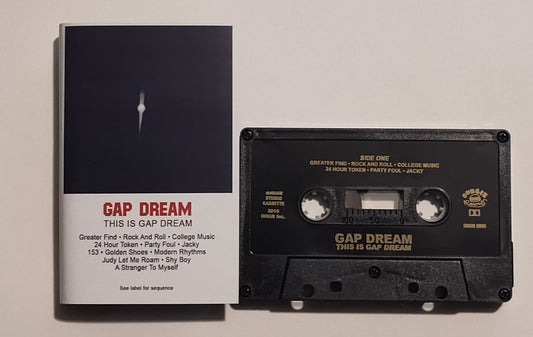 GAP DREAM
THIS IS GAP DREAM
Greater Find • Rock And Roll • College Music
24 Hour Token • Party Foul • Jacky
153 • Golden Shoes • Modern Rhythms
Judy Let Me Roam • Shy Boy
A Stranger To Myself
See label for sequence
SIDE ONE
GREATER FIND • ROCK AND ROLL • COLLEGE MUSIC
24 HOUR TOKEN • PARTY FOUL • JACKY
STEREO
CASSETTE
100 50 0
GAP DREAM
THIS IS GAP DREAM